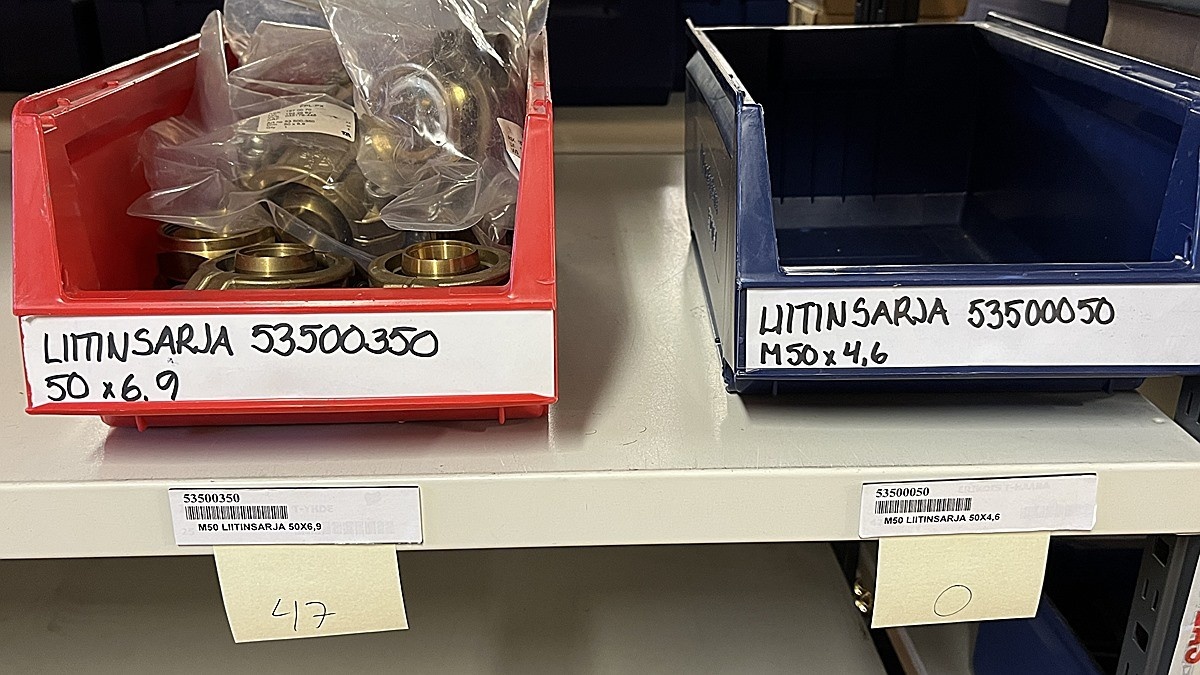 LIITINSARJA 53500350
50 x 6.9
LIITINSARJA 53500050
M50 x 4,6
53500350
M50 LIITINSARJA 50X6,9
53500050
M50 LIITINSARJA 50X4,6
47
0